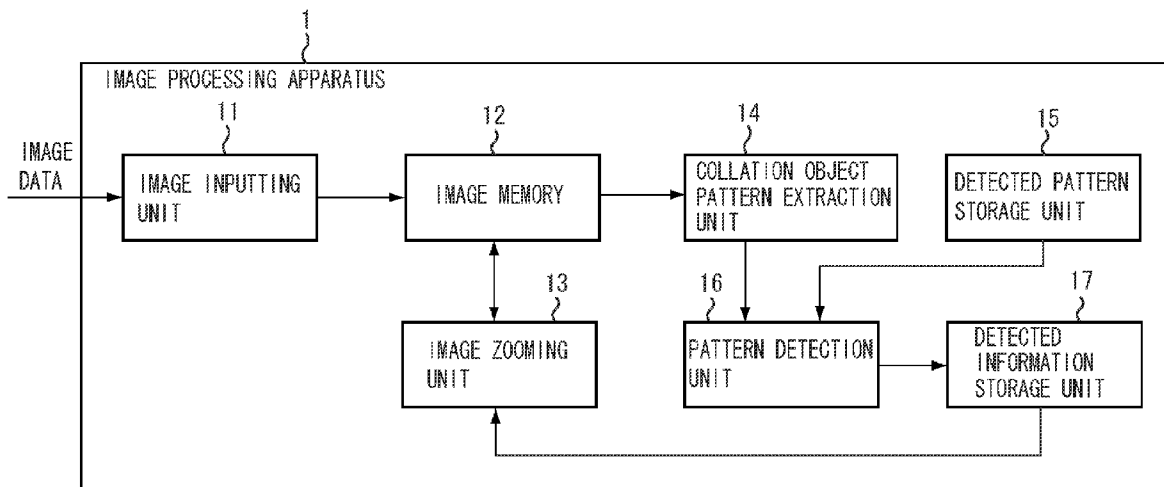 1
IMAGE PROCESSING APPARATUS
11
12
14
15
IMAGE
DATA
IMAGE INPUTTING
UNIT
IMAGE MEMORY
COLLATION OBJECT
PATTERN EXTRACTION
UNIT
DETECTED PATTERN
STORAGE UNIT
13
16
17
IMAGE ZOOMING
UNIT
PATTERN DETECTION
UNIT
DETECTED
INFORMATION
STORAGE UNIT